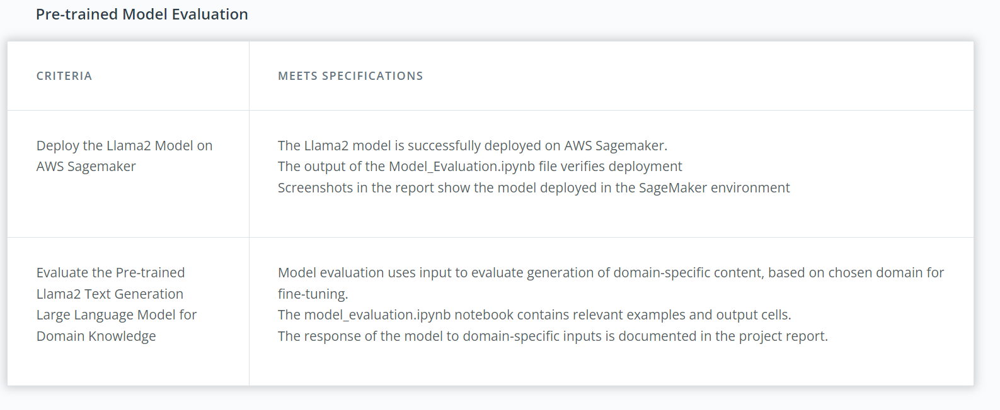 Pre-trained Model Evaluation
CRITERIA
MEETS SPECIFICATIONS
Deploy the Llama2 Model on
AWS Sagemaker
The Llama2 model is successfully deployed on AWS Sagemaker.
The output of the Model_Evaluation.ipynb file verifies deployment
Screenshots in the report show the model deployed in the SageMaker environment
Evaluate the Pre-trained
Llama2 Text Generation
Large Language Model for
Domain Knowledge
Model evaluation uses input to evaluate generation of domain-specific content, based on chosen domain for
fine-tuning.
The model_evaluation.ipynb notebook contains relevant examples and output cells.
The response of the model to domain-specific inputs is documented in the project report.